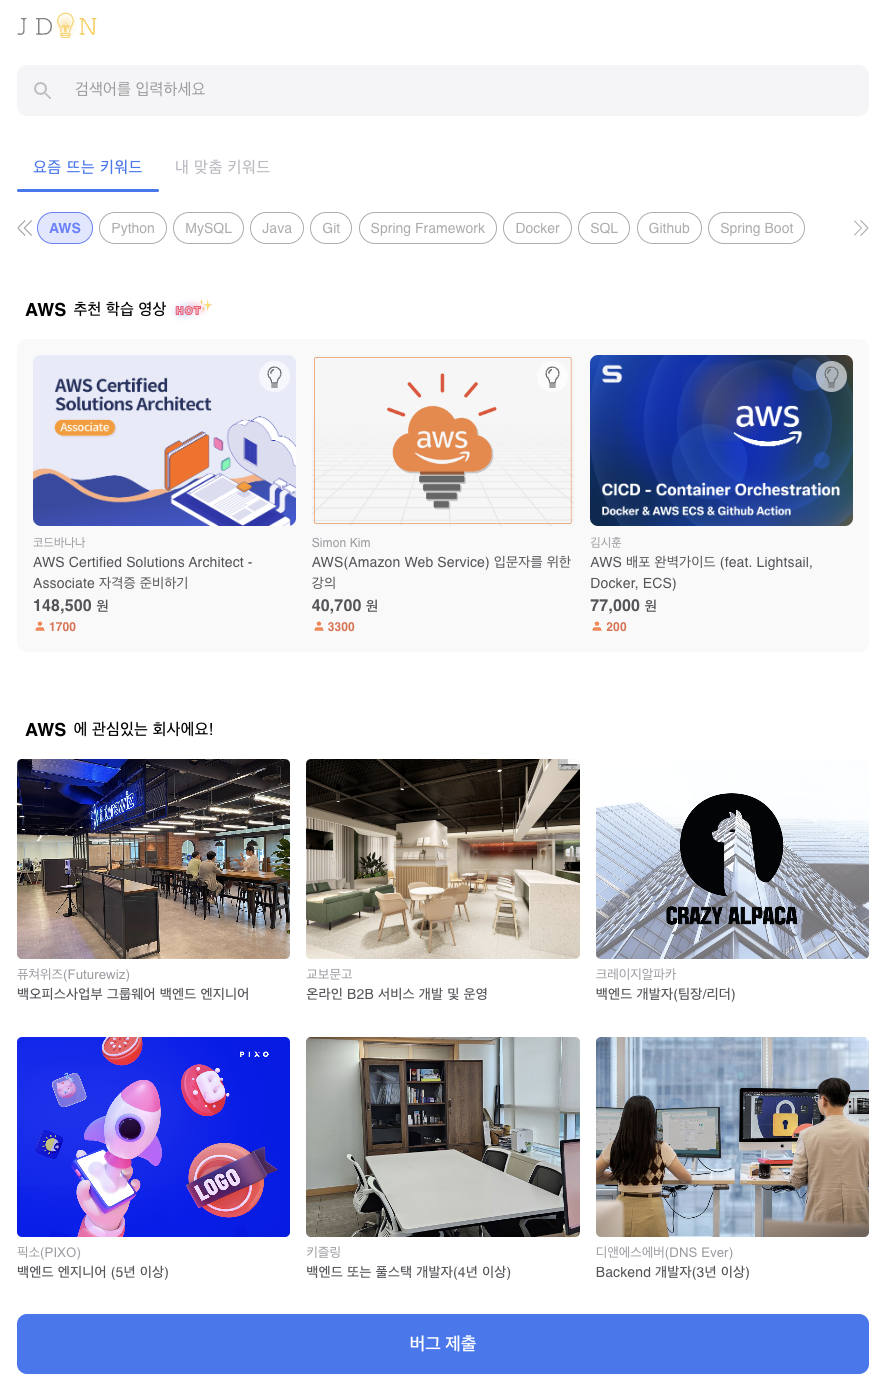 JDON
검색어를 입력하세요
요즘 뜨는 키워드 내 맞춤 키워드
AWS Python MySQL Java Git Spring Framework Docker SQL Github Spring Boot
AWS 추천 학습 영상 HOT
AWS Certified
Solutions Architect
Associate
aws
S
aws
CICD - Container Orchestration
Docker & AWS ECS & Github Action
코드바나나
AWS Certified Solutions Architect -
Associate 자격증 준비하기
148,500 원
1700
Simon Kim
AWS(Amazon Web Service) 입문자를 위한
강의
40,700 원
3300
김시훈
AWS 배포 완벽가이드 (feat. Lightsail,
Docker, ECS)
77,000 원
200
AWS 에 관심있는 회사에요!
CRAZY ALPACA
퓨쳐위즈(Futurewiz)
백오피스사업부 그룹웨어 백엔드 엔지니어
교보문고
온라인 B2B 서비스 개발 및 운영
크레이지알파카
백엔드 개발자(팀장/리더)
PIXO
LOGO
픽소(PIXO)
백엔드 엔지니어 (5년 이상)
키즐링
백엔드 또는 풀스택 개발자(4년 이상)
디앤에스에버(DNS Ever)
Backend 개발자(3년 이상)
버그 제출